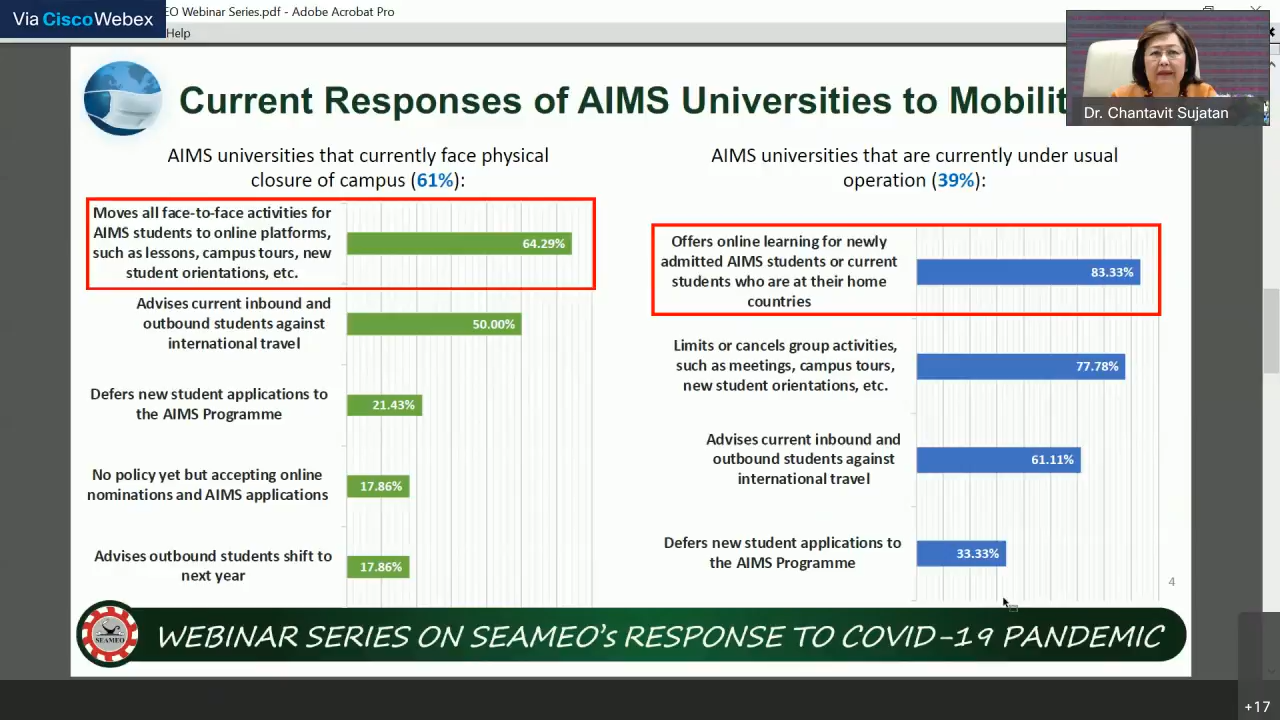 Via CiscoWebex
EO Webinar Series.pdf - Adobe Acrobat Pro
Help
Current Responses of AIMS Universities to Mobilit
Dr. Chantavit Sujatan
AIMS universities that currently face physical
closure of campus (61%):
Moves all face-to-face activities for
AIMS students to online platforms,
such as lessons, campus tours, new
student orientations, etc.
64.29%
Advises current inbound and
outbound students against
international travel
50.00%
Defers new student applications to
the AIMS Programme
21.43%
No policy yet but accepting online
nominations and AIMS applications
17.86%
Advises outbound students shift to
next year
17.86%
AIMS universities that are currently under usual
operation (39%):
Offers online learning for newly
admitted AIMS students or current
students who are at their home
countries
83.33%
Limits or cancels group activities,
such as meetings, campus tours,
new student orientations, etc.
77.78%
Advises current inbound and
outbound students against
international travel
61.11%
Defers new student applications to
the AIMS Programme
33.33%
4
SEAMEO
WEBINAR SERIES ON SEAMEO's RESPONSE TO COVID-19 PANDEMIC
+17